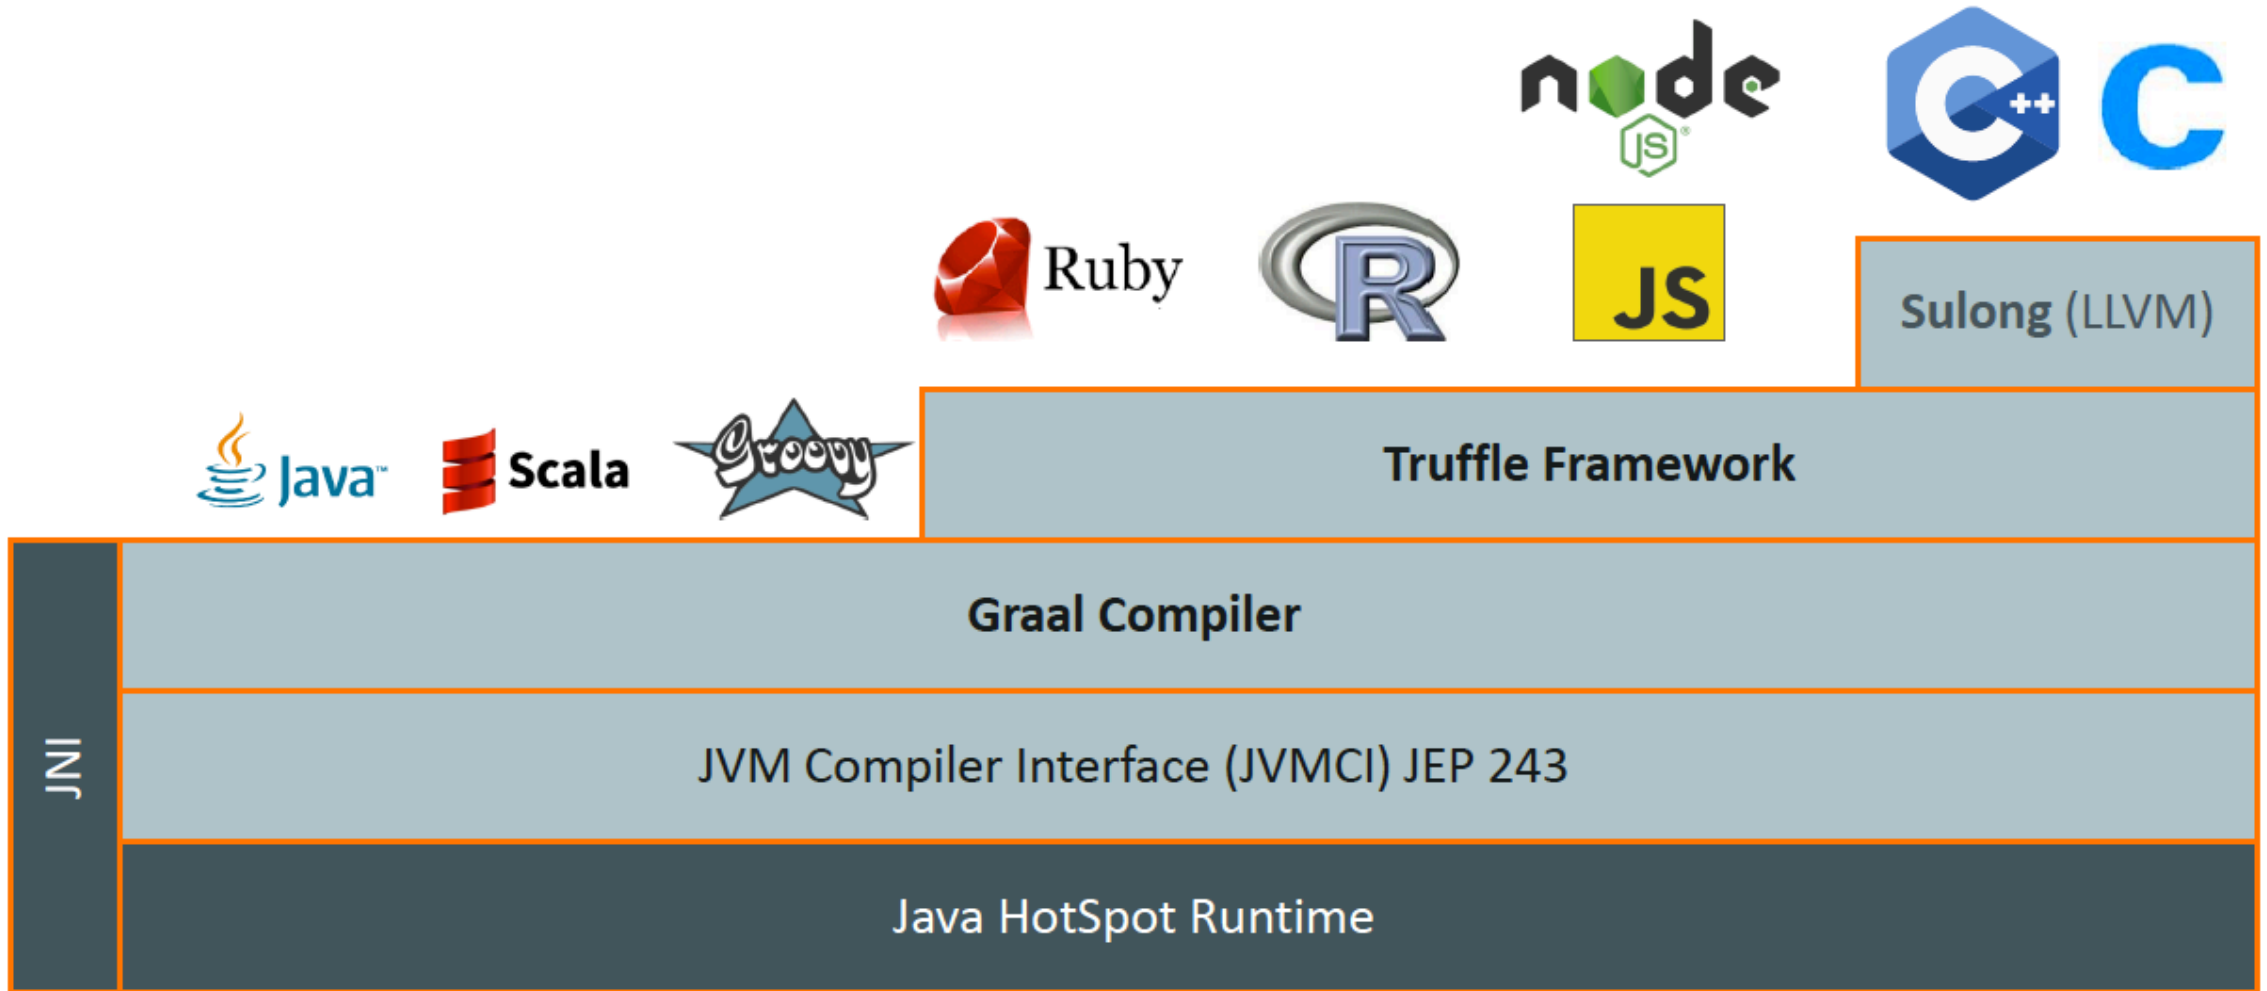 node
JS®
C++
C
Ruby
R
JS
Sulong (LLVM)
Java™
Scala
Groovy
Truffle Framework
Graal Compiler
JNI
JVM Compiler Interface (JVMCI) JEP 243
Java HotSpot Runtime